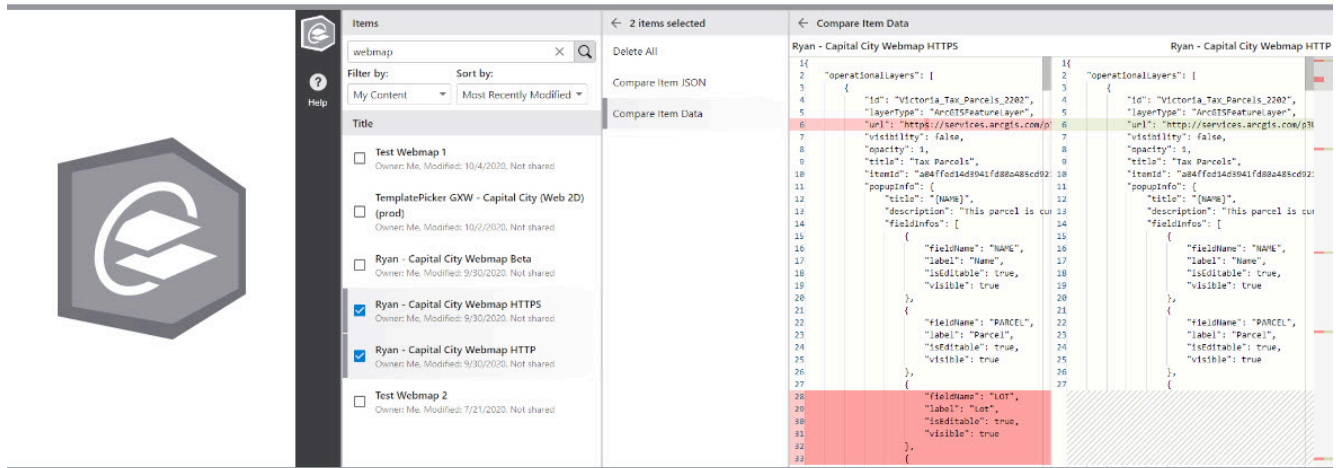 Items
webmap
Filter by:
Sort by:
My Content
Most Recently Modified
Title
Test Webmap 1
Owner: Me, Modified: 10/4/2020, Not shared
TemplatePicker GXW - Capital City (Web 2D)
(prod)
Owner: Me, Modified: 10/2/2020, Not shared
Ryan - Capital City Webmap Beta
Owner: Me, Modified: 9/30/2020, Not shared
Ryan - Capital City Webmap HTTPS
Owner: Me, Modified: 9/30/2020, Not shared
Ryan - Capital City Webmap HTTP
Owner: Me, Modified: 9/30/2020, Not shared
Test Webmap 2
Owner: Me, Modified: 7/21/2020, Not shared
Help
← 2 items selected
Delete All
Compare Item JSON
Compare Item Data
← Compare Item Data
Ryan - Capital City Webmap HTTPS
1{
2 "operationalLayers": [
3 {
4 "id": "Victoria_Tax_Parcels_2202",
5 "layerType": "ArcGISFeatureLayer",
6 "url": "https://services.arcgis.com/p
7 "visibility": false,
8 "opacity": 1,
9 "title": "Tax Parcels",
10 "itemId": "a04ffed14d3941fd80a485cd92
11 "popupInfo": {
12 "title": "{NAME}",
13 "description": "This parcel is cu
14 "fieldInfos": [
15 {
16 "fieldName": "NAME",
17 "label": "Name",
18 "isEditable": true,
19 "visible": true
20 },
21 {
22 "fieldName": "PARCEL",
23 "label": "Parcel",
24 "isEditable": true,
25 "visible": true
26 },
27 {
28 "fieldName": "LOT",
29 "label": "Lot",
30 "isEditable": true,
31 "visible": true
32 },
33 {
Ryan - Capital City Webmap HTTP
1{
2 "operationalLayers": [
3 {
4 "id": "Victoria_Tax_Parcels_2202",
5 "layerType": "ArcGISFeatureLayer",
6 "url": "http://services.arcgis.com/p3
7 "visibility": false,
8 "opacity": 1,
9 "title": "Tax Parcels",
10 "itemId": "a04ffed14d3941fd80a485cd92
11 "popupInfo": {
12 "title": "{NAME}",
13 "description": "This parcel is cu
14 "fieldInfos": [
15 {
16 "fieldName": "NAME",
17 "label": "Name",
18 "isEditable": true,
19 "visible": true
20 },
21 {
22 "fieldName": "PARCEL",
23 "label": "Parcel",
24 "isEditable": true,
25 "visible": true
26 },
27 {